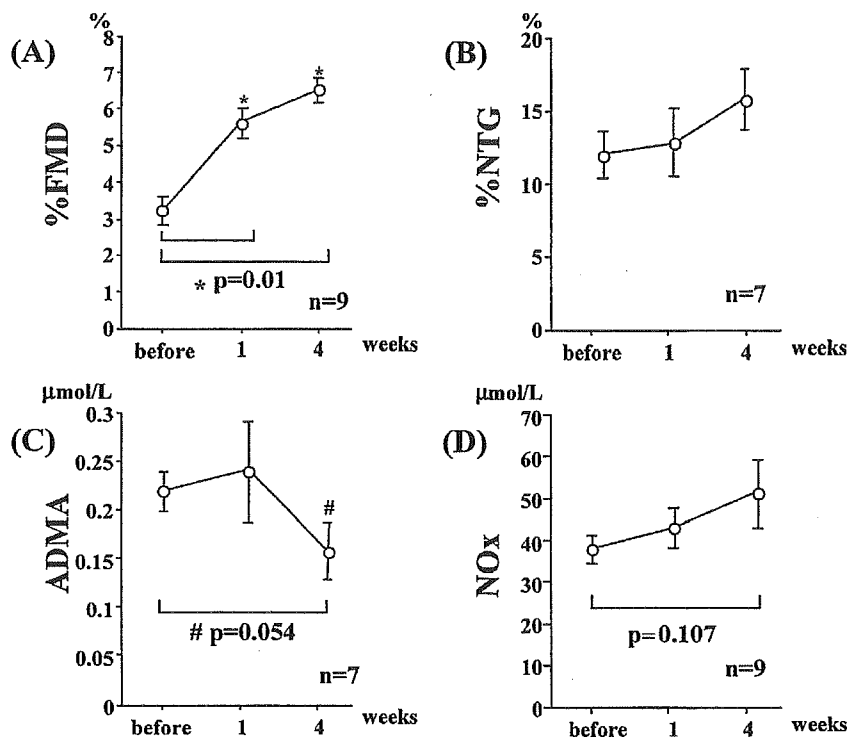 (A)
%
8
7
6
5
4
3
2
1
0
%FMD
*
*
* p=0.01
n=9
before 1 4 weeks
(B)
%
20
15
10
5
0
%NTG
n=7
before 1 4 weeks
(C)
µmol/L
0.3
0.25
0.2
0.15
0.1
0.05
0
ADMA
#
# p=0.054
n=7
before 1 4 weeks
(D)
µmol/L
70
60
50
40
30
20
10
0
NOx
p=0.107
n=9
before 1 4 weeks